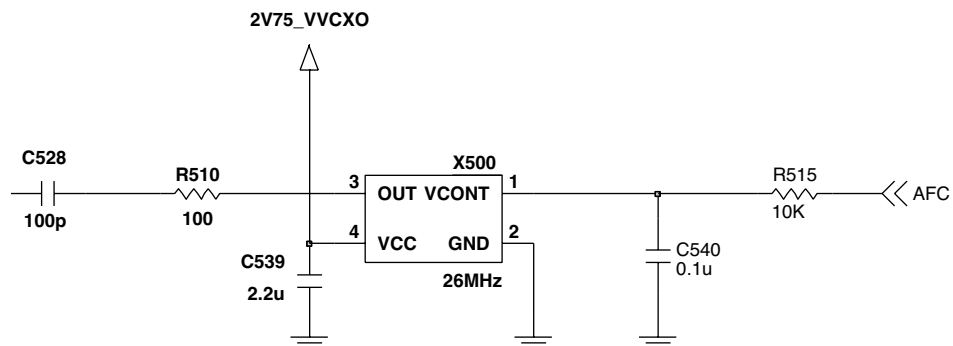 2V75_VVCXO
C528
100p
R510
100
X500
3
OUT VCONT
1
4
VCC GND
2
26MHz
C539
2.2u
R515
10K
AFC
C540
0.1u